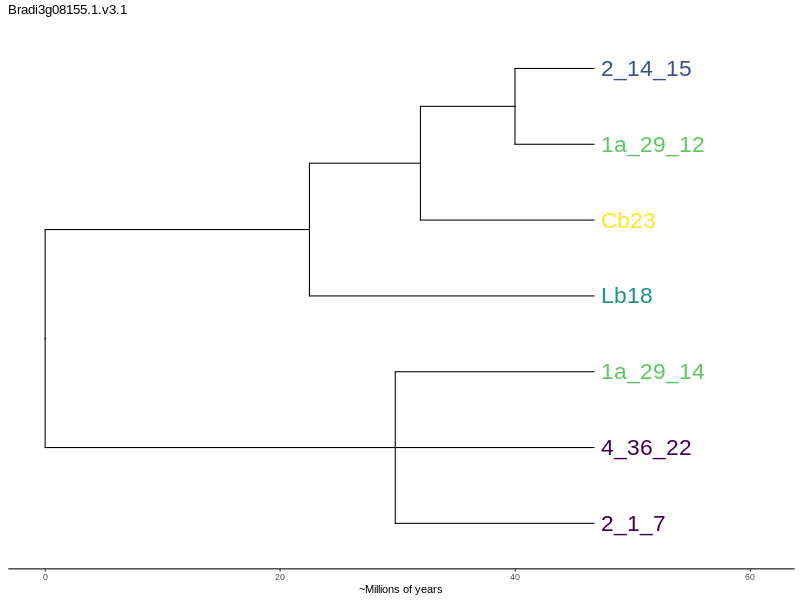 Bradi3g08155.1.v3.1
2_14_15
1a_29_12
Cb23
Lb18
1a_29_14
4_36_22
2_1_7
0 20 40 60
~Millions of years